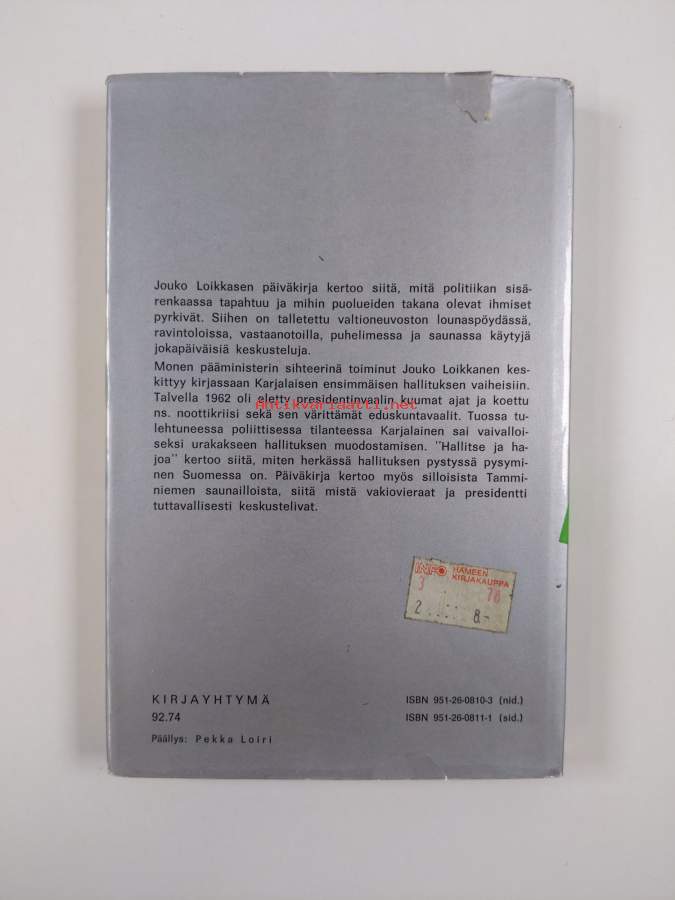 Jouko Loikkasen päiväkirja kertoo siitä, mitä politiikan sisä-
renkaassa tapahtuu ja mihin puolueiden takana olevat ihmiset
pyrkivät. Siihen on talletettu valtioneuvoston lounaspöydässä,
ravintoloissa, vastaanotoilla, puhelimessa ja saunassa käytyjä
jokapäiväisiä keskusteluja.
Monen pääministerin sihteerinä toiminut Jouko Loikkanen kes-
kittyy kirjassaan Karjalaisen ensimmäisen hallituksen vaiheisiin.
Talvella 1962 oli eletty presidentinvaalin kuumat ajat ja koettu
Antikvariaatti.net
ns. noottikriisi sekä sen värittämät eduskuntavaalit. Tuossa tu-
lehtuneessa poliittisessa tilanteessa Karjalainen sai vaivalloi-
seksi urakakseen hallituksen muodostamisen. "Hallitse ja ha-
joa" kertoo siitä, miten herkässä hallituksen pystyssä pysymi-
nen Suomessa on. Päiväkirja kertoo myös silloisista Tammi-
niemen saunailloista, siitä mistä vakiovieraat ja presidentti
tuttavallisesti keskustelivat.
INFO HÄMEEN
KIRJAKAUPPA
3 78
2 8.-
KIRJAYHTYMÄ
92.74
Päällys: Pekka Loiri
ISBN 951-26-0810-3 (nid.)
ISBN 951-26-0811-1 (sid.)